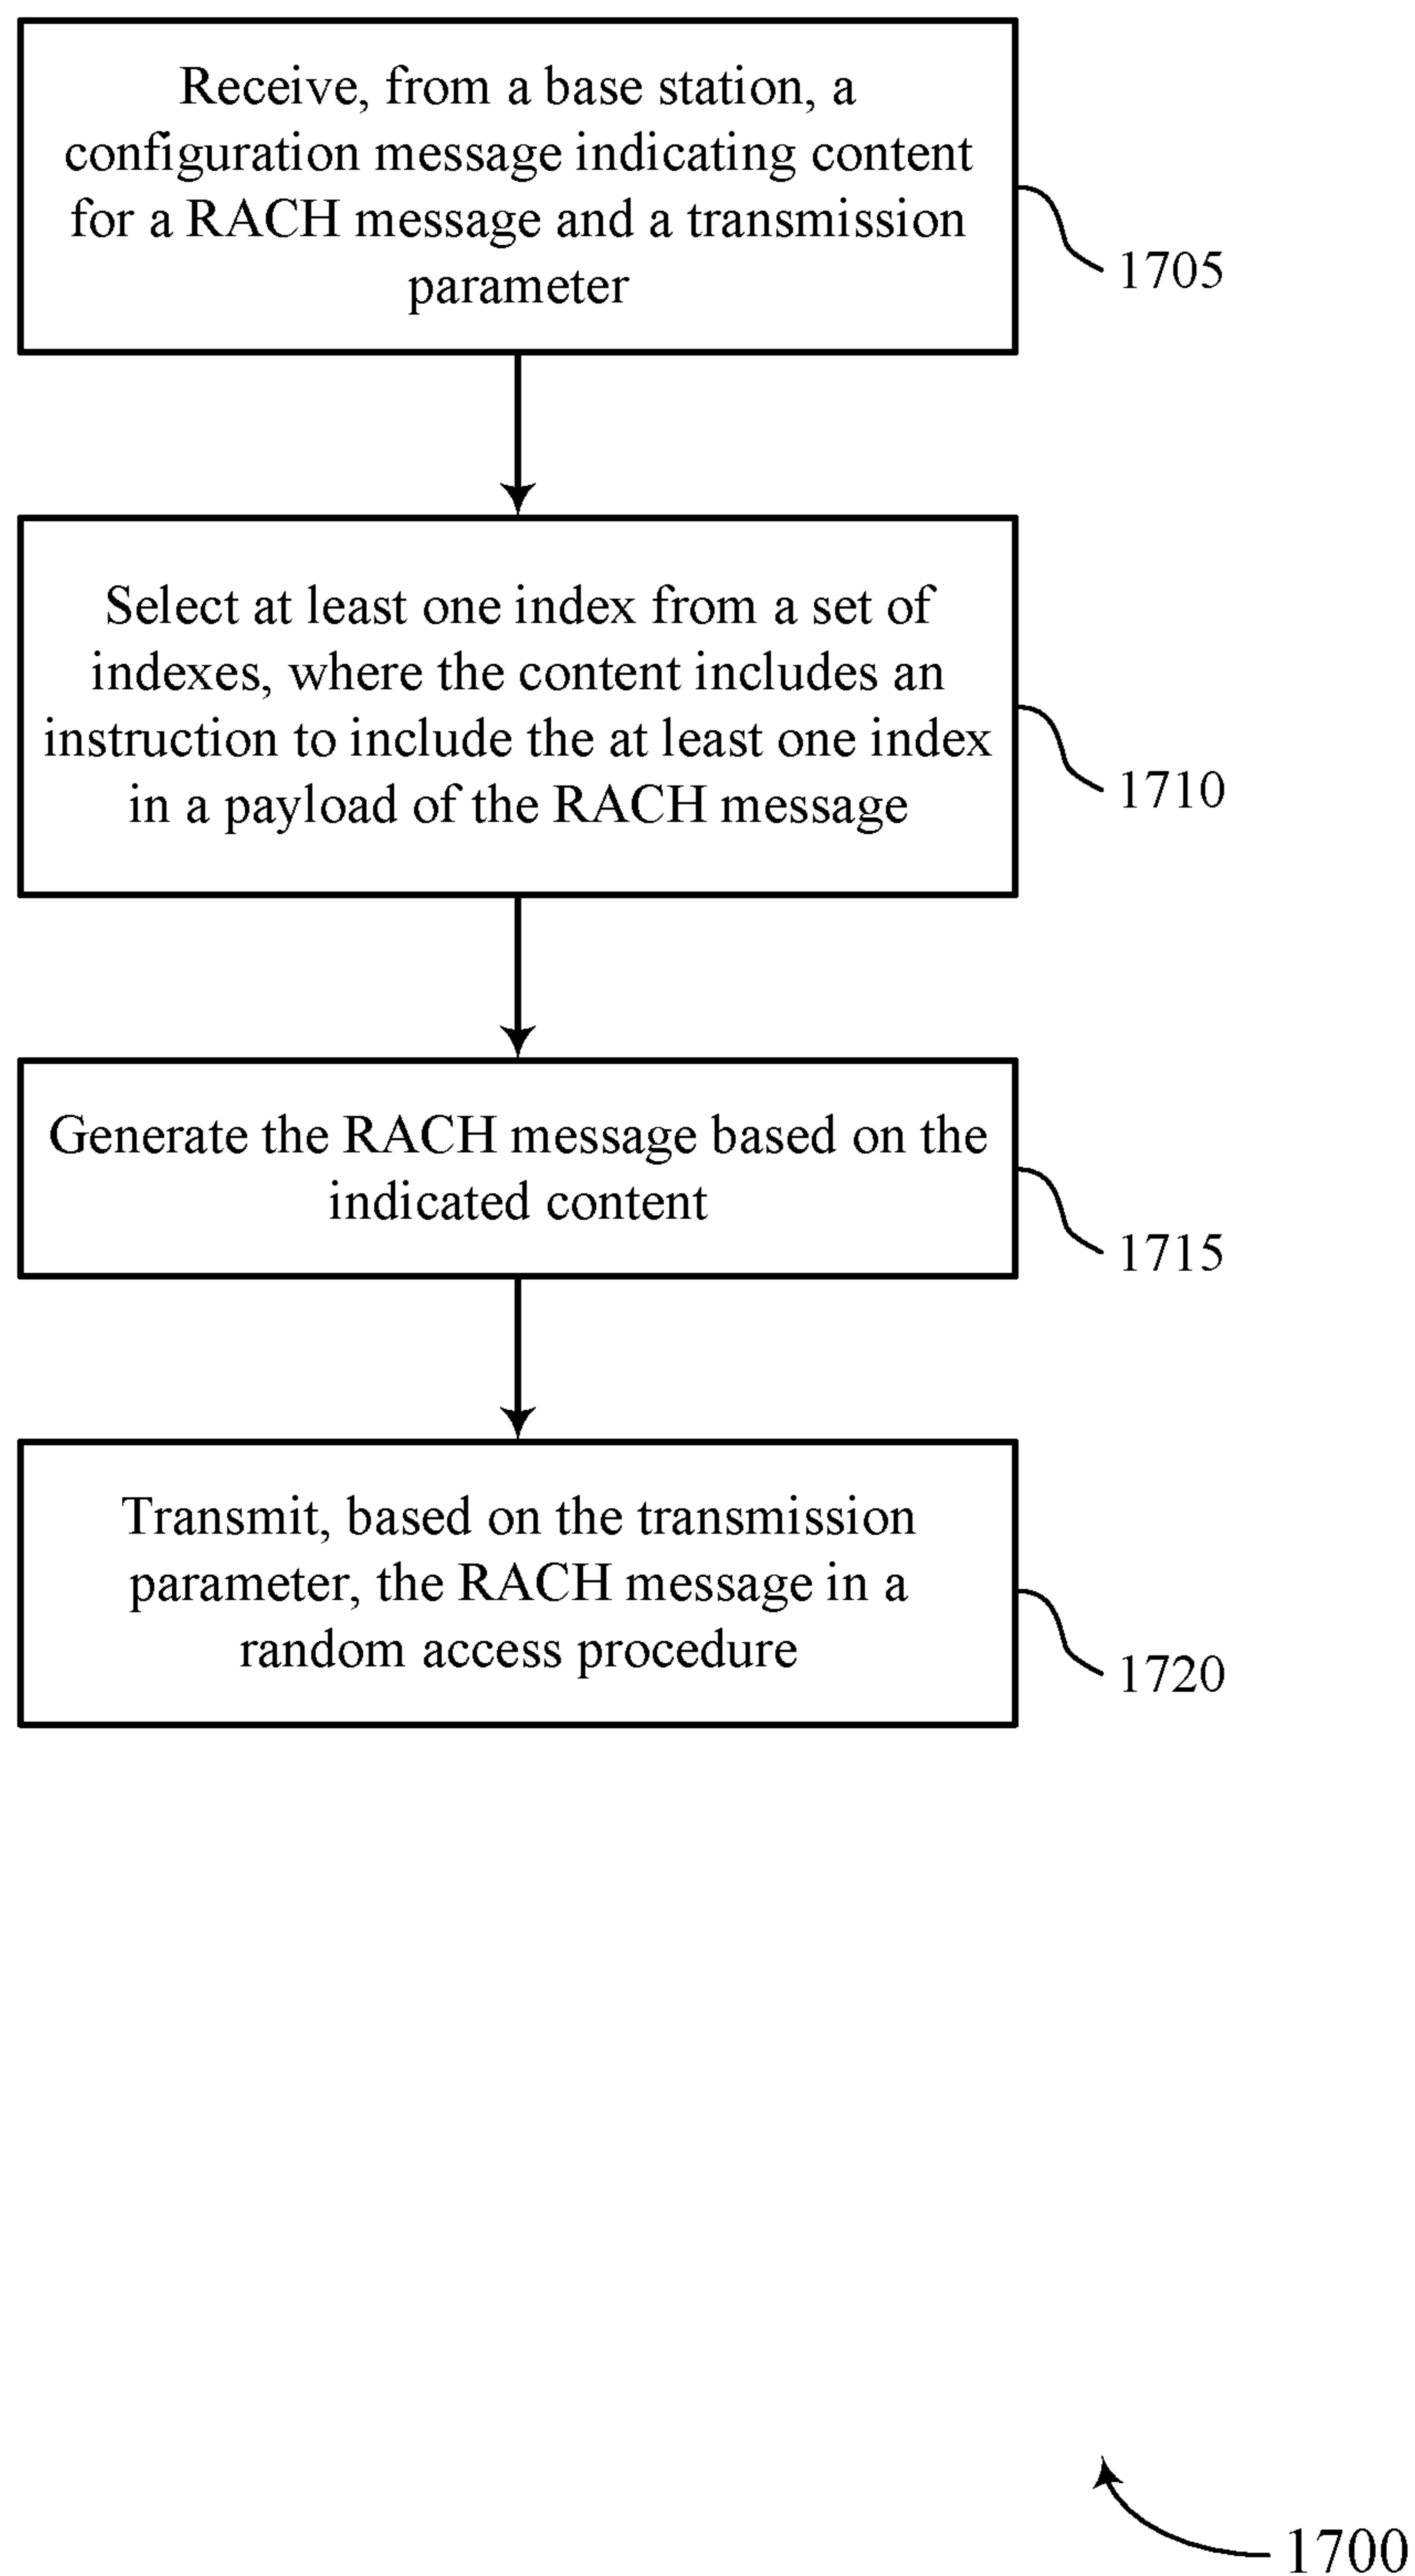 Receive, from a base station, a
configuration message indicating content
for a RACH message and a transmission
parameter
1705
Select at least one index from a set of
indexes, where the content includes an
instruction to include the at least one index
in a payload of the RACH message
1710
Generate the RACH message based on the
indicated content
1715
Transmit, based on the transmission
parameter, the RACH message in a
random access procedure
1720
1700